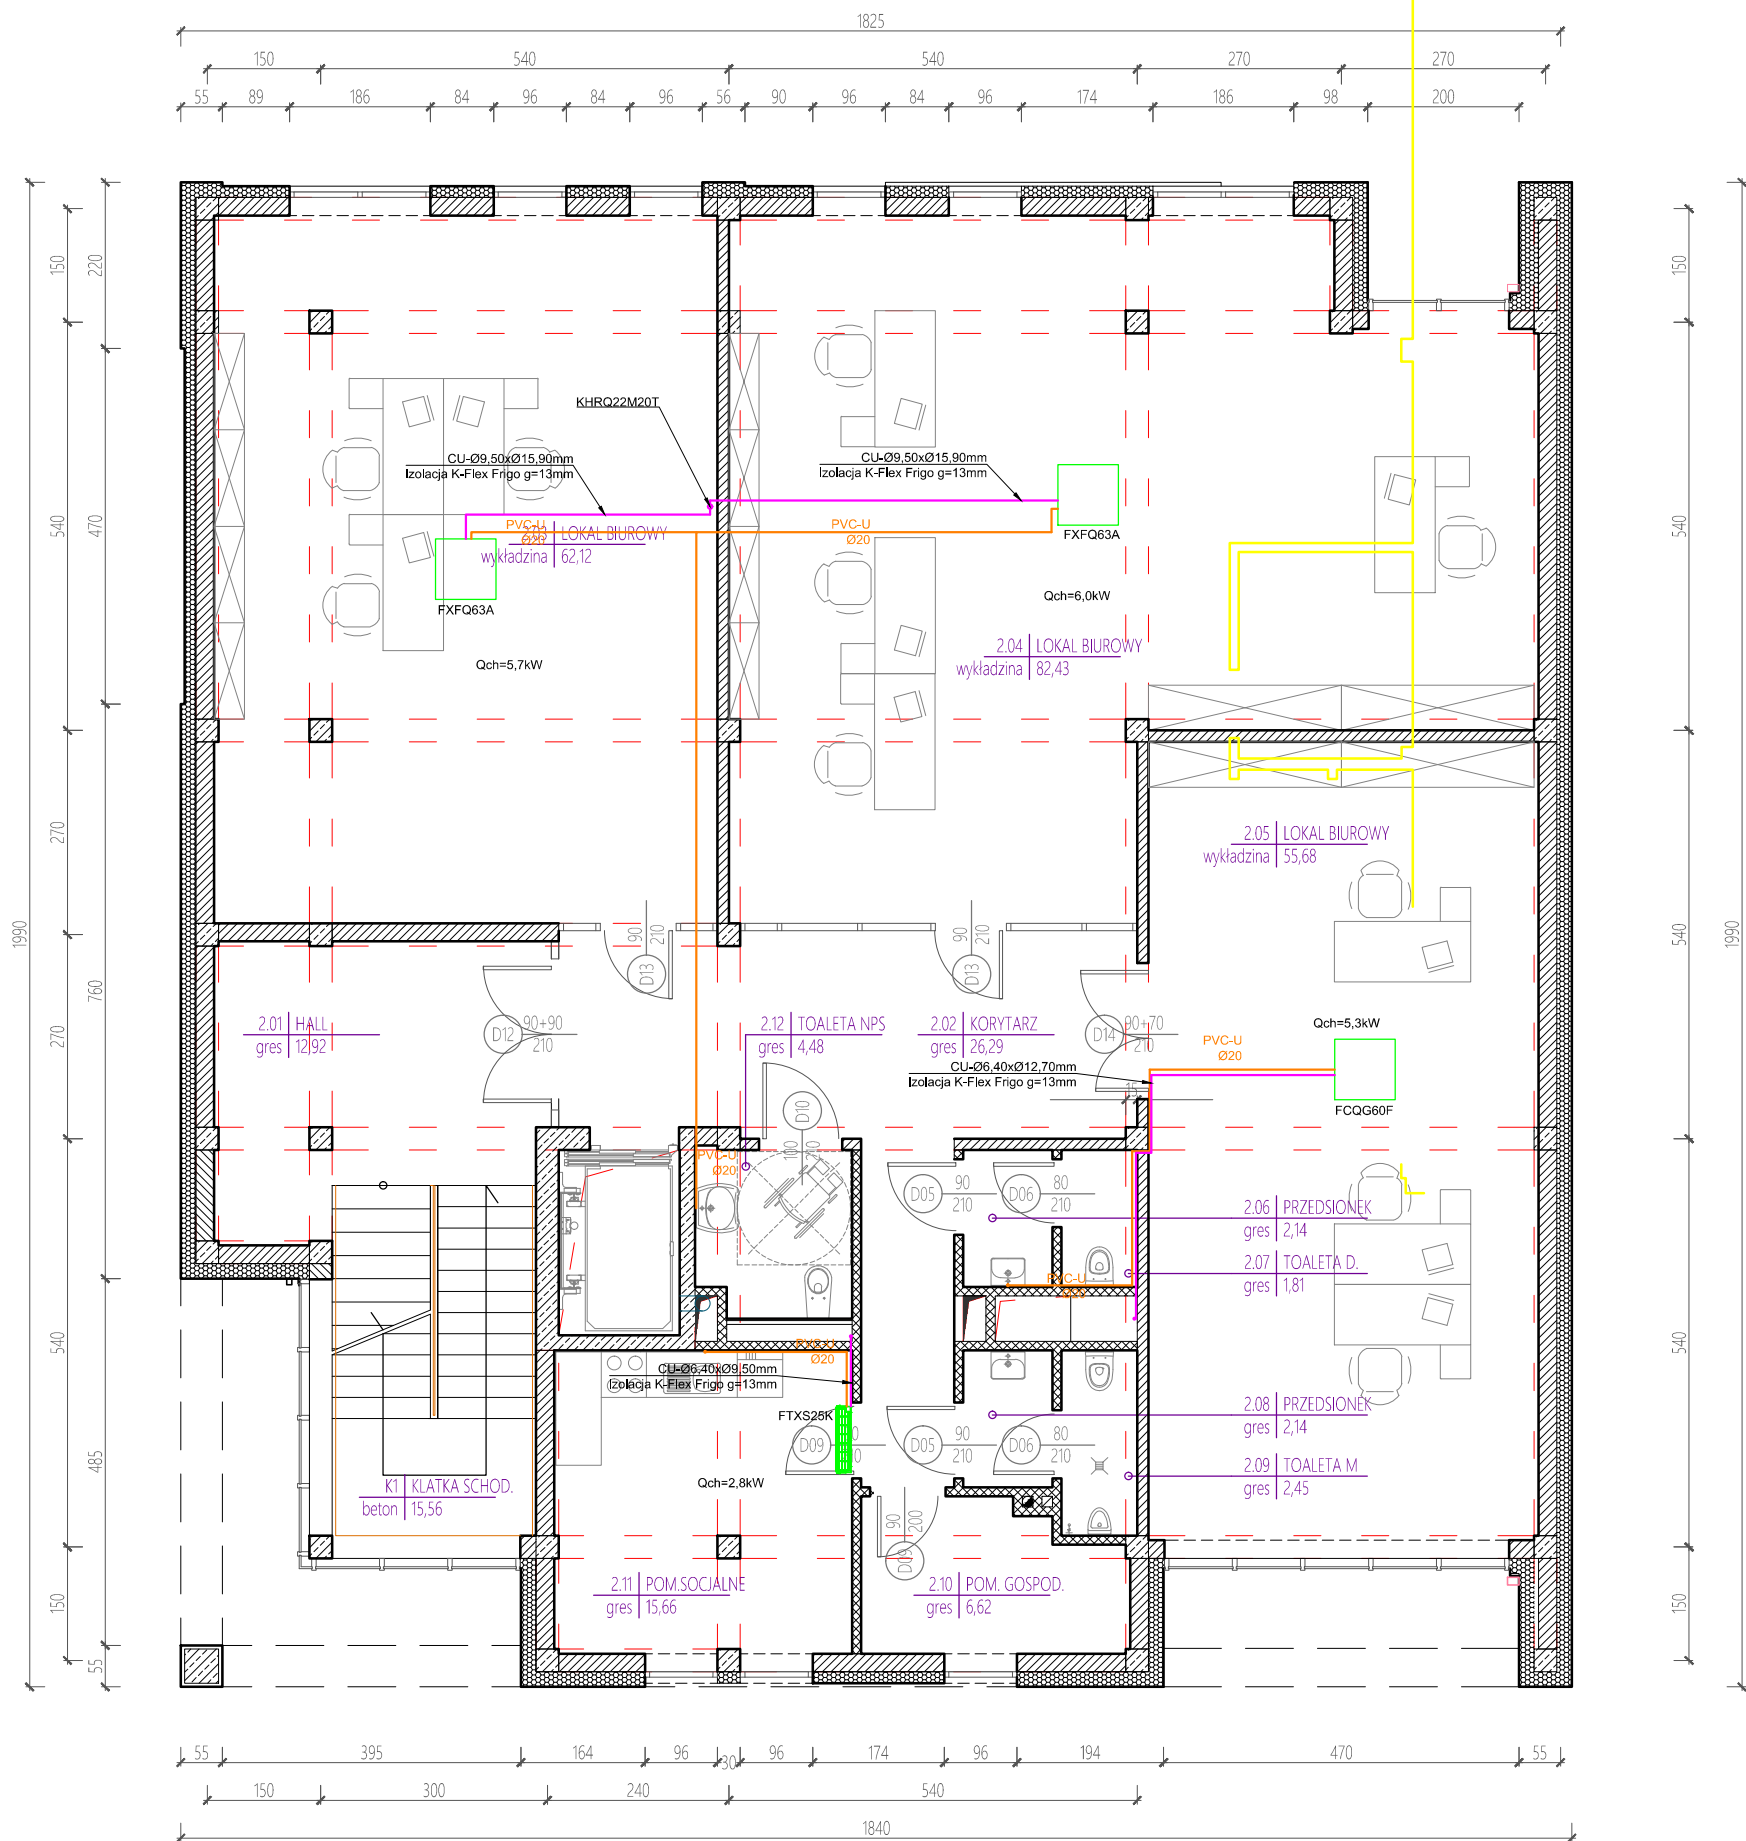 1825
150 540 540 270 270
55 89 186 84 96 84 96 56 90 96 84 96 174 186 98 200
1990
150 540 270 270 540 150
220 470 760 485 55
150 540 540 540 150
1990
KHRQ22M20T
CU-Ø9,50xØ15,90mm
Izolacja K-Flex Frigo g=13mm
CU-Ø9,50xØ15,90mm
Izolacja K-Flex Frigo g=13mm
PVC-U
Ø20
LOKAL BIUROWY
wykładzina 62,12
PVC-U
Ø20
FXFQ63A
FXFQ63A
Qch=6,0kW
Qch=5,7kW
2.04 LOKAL BIUROWY
wykładzina 82,43
2.05 LOKAL BIUROWY
wykładzina 55,68
90
210
D13
90
210
D13
2.01 HALL
gres 12,92
D12 90+90
210
2.12 TOALETA NPS
gres 4,48
2.02 KORYTARZ
gres 26,29
D14 90+70
210
Qch=5,3kW
PVC-U
Ø20
CU-Ø6,40xØ12,70mm
Izolacja K-Flex Frigo g=13mm
15
FCQG60F
D10
PVC-U
Ø20
D05 90
210
D06 80
210
2.06 PRZEDSIONEK
gres 2,14
2.07 TOALETA D.
gres 1,81
PVC-U
Ø20
PVC-U
Ø20
CU-Ø6,40xØ9,50mm
Izolacja K-Flex Frigo g=13mm
FTXS25K
D09
D05 90
210
D06 80
210
2.08 PRZEDSIONEK
gres 2,14
2.09 TOALETA M
gres 2,45
Qch=2,8kW
K1 KLATKA SCHOD.
beton 15,56
90
200
D09
2.11 POM.SOCJALNE
gres 15,66
2.10 POM. GOSPOD.
gres 6,62
55 395 164 96 30 96 174 96 194 470 55
150 300 240 540
1840